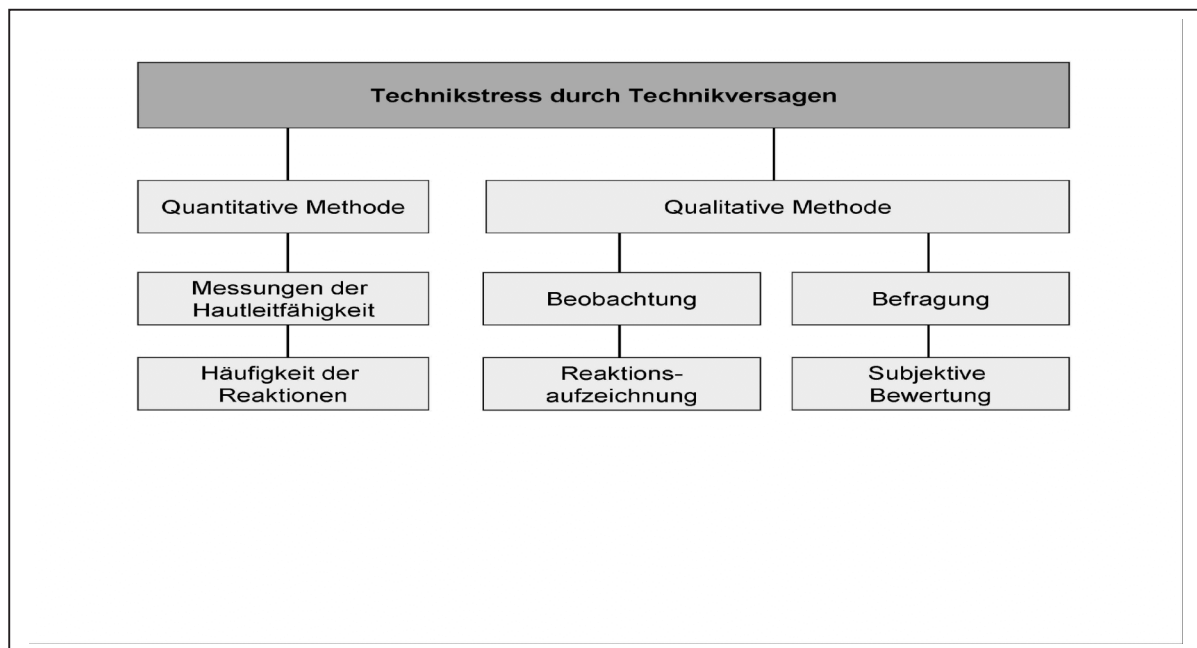 Technikstress durch Technikversagen
Quantitative Methode
Qualitative Methode
Messungen der
Hautleitfähigkeit
Beobachtung
Befragung
Häufigkeit der
Reaktionen
Reaktions-
aufzeichnung
Subjektive
Bewertung